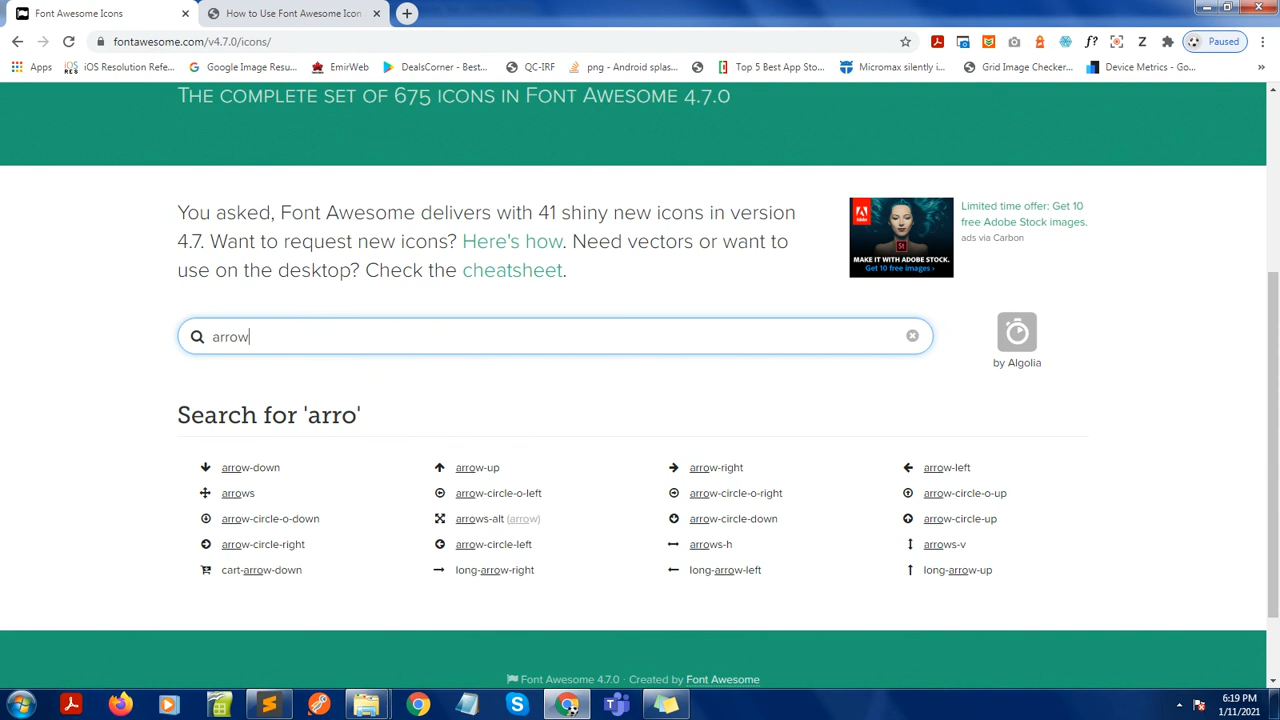 Font Awesome Icons
How to Use Font Awesome Icon
fontawesome.com/v4.7.0/icons/
Paused
Apps
iOS Resolution Refe...
Google Image Resu...
EmirWeb
DealsCorner - Best...
QC-IRF
png - Android splas...
Top 5 Best App Sto...
Micromax silently i...
Grid Image Checker...
Device Metrics - Go...
The complete set of 675 icons in Font Awesome 4.7.0
You asked, Font Awesome delivers with 41 shiny new icons in version
4.7. Want to request new icons? Here's how. Need vectors or want to
use on the desktop? Check the cheatsheet.
MAKE IT WITH ADOBE STOCK.
Get 10 free images ›
Limited time offer: Get 10
free Adobe Stock images.
ads via Carbon
arrow
by Algolia
Search for 'arro'
arrow-down arrow-up arrow-right arrow-left
arrows arrow-circle-o-left arrow-circle-o-right arrow-circle-o-up
arrow-circle-o-down arrows-alt (arrow) arrow-circle-down arrow-circle-up
arrow-circle-right arrow-circle-left arrows-h arrows-v
cart-arrow-down long-arrow-right long-arrow-left long-arrow-up
Font Awesome 4.7.0 · Created by Font Awesome
6:19 PM
1/11/2021